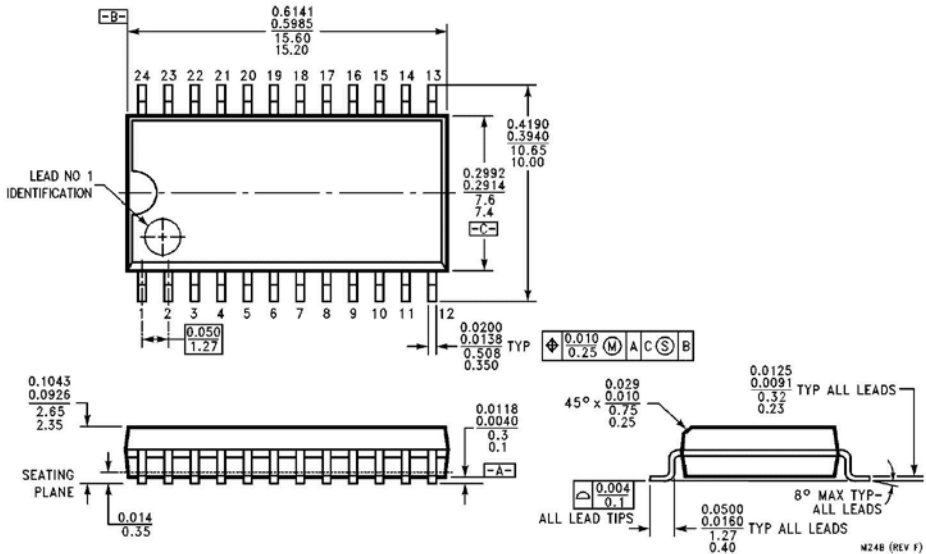 -B-
0.6141
0.5985
15.60
15.20
24 23 22 21 20 19 18 17 16 15 14 13
0.4190
0.3940
10.65
10.00
LEAD NO 1
IDENTIFICATION
0.2992
0.2914
7.6
7.4
-C-
1 2 3 4 5 6 7 8 9 10 11 12
0.050
1.27
0.0200
0.0138
0.508
0.350
TYP
⌖ 0.010
0.25 Ⓜ A C Ⓢ B
0.1043
0.0926
2.65
2.35
SEATING
PLANE
0.014
0.35
0.0118
0.0040
0.3
0.1
-A-
45° x
0.029
0.010
0.75
0.25
0.0125
0.0091
0.32
0.23
TYP ALL LEADS
0.004
0.1
ALL LEAD TIPS
0.0500
0.0160
1.27
0.40
TYP ALL LEADS
8° MAX TYP-
ALL LEADS
M24B (REV F)